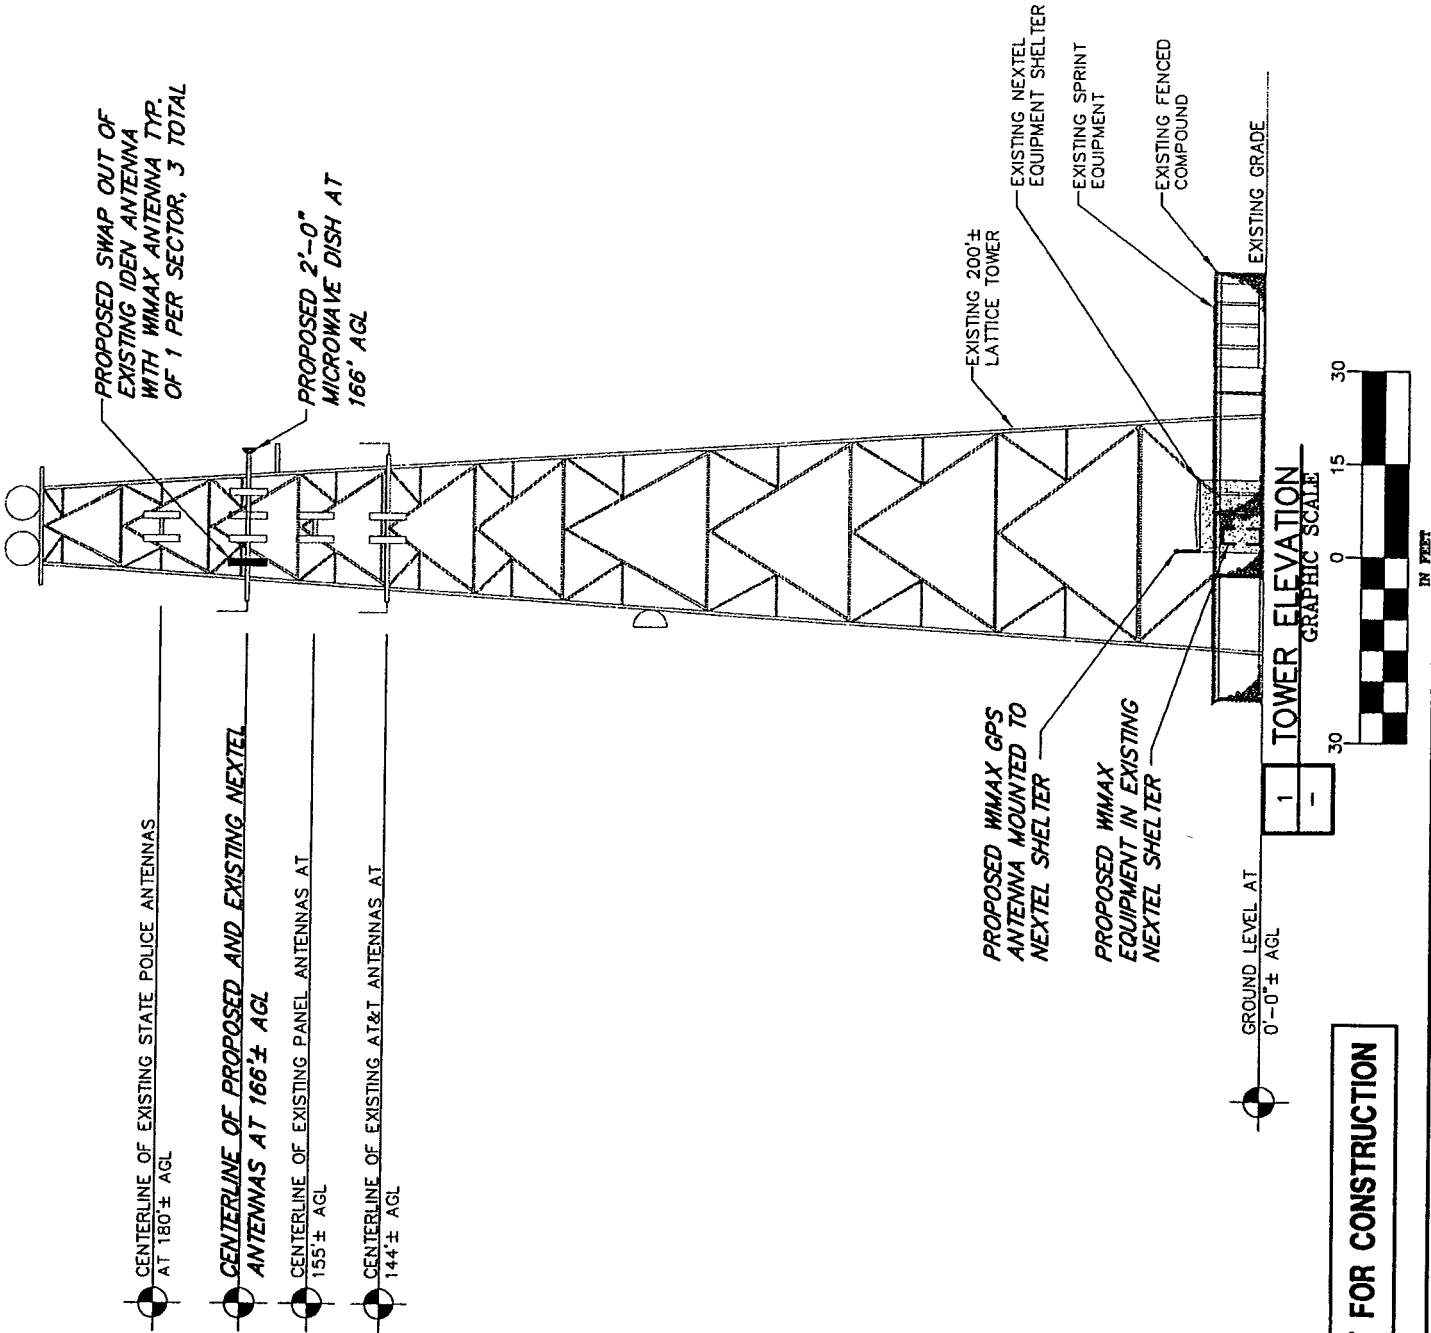 PROPOSED SWAP OUT OF
EXISTING IDEN ANTENNA
WITH WIMAX ANTENNA TYP.
OF 1 PER SECTOR, 3 TOTAL
PROPOSED 2'-0"
MICROWAVE DISH AT
166' AGL
EXISTING 200'±
LATTICE TOWER
EXISTING NEXTEL
EQUIPMENT SHELTER
EXISTING SPRINT
EQUIPMENT
EXISTING FENCED
COMPOUND
EXISTING GRADE
CENTERLINE OF EXISTING STATE POLICE ANTENNAS
AT 180'± AGL
CENTERLINE OF PROPOSED AND EXISTING NEXTEL
ANTENNAS AT 166'± AGL
CENTERLINE OF EXISTING PANEL ANTENNAS AT
155'± AGL
CENTERLINE OF EXISTING AT&T ANTENNAS AT
144'± AGL
PROPOSED WIMAX GPS
ANTENNA MOUNTED TO
NEXTEL SHELTER
PROPOSED WIMAX
EQUIPMENT IN EXISTING
NEXTEL SHELTER
GROUND LEVEL AT
0'-0"± AGL
1
-
TOWER ELEVATION
GRAPHIC SCALE
30 0 15 30
IN FEET
FOR CONSTRUCTION